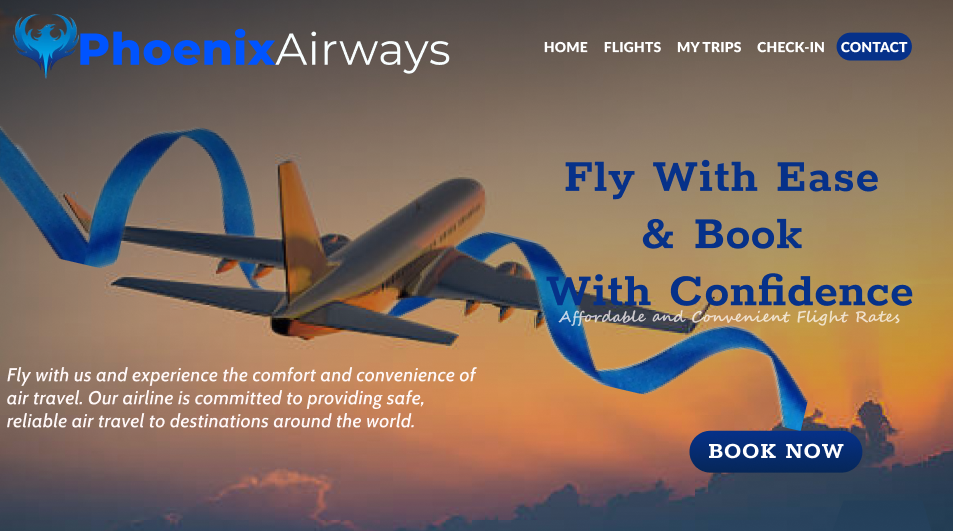 PhoenixAirways
HOME FLIGHTS MY TRIPS CHECK-IN CONTACT
Fly With Ease
& Book
With Confidence
Affordable and Convenient Flight Rates
Fly with us and experience the comfort and convenience of
air travel. Our airline is committed to providing safe,
reliable air travel to destinations around the world.
BOOK NOW